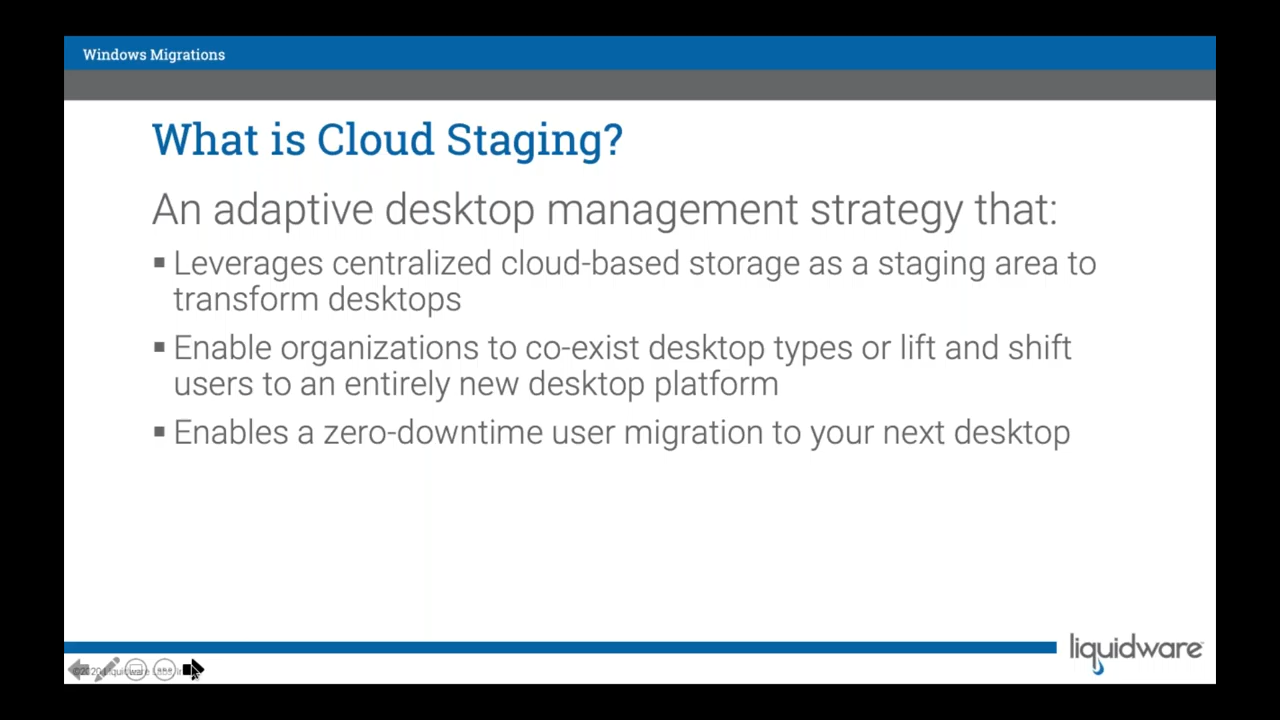 Windows Migrations
What is Cloud Staging?
An adaptive desktop management strategy that:
▪ Leverages centralized cloud-based storage as a staging area to
transform desktops
▪ Enable organizations to co-exist desktop types or lift and shift
users to an entirely new desktop platform
▪ Enables a zero-downtime user migration to your next desktop
liquidware
©2020 Liquidware